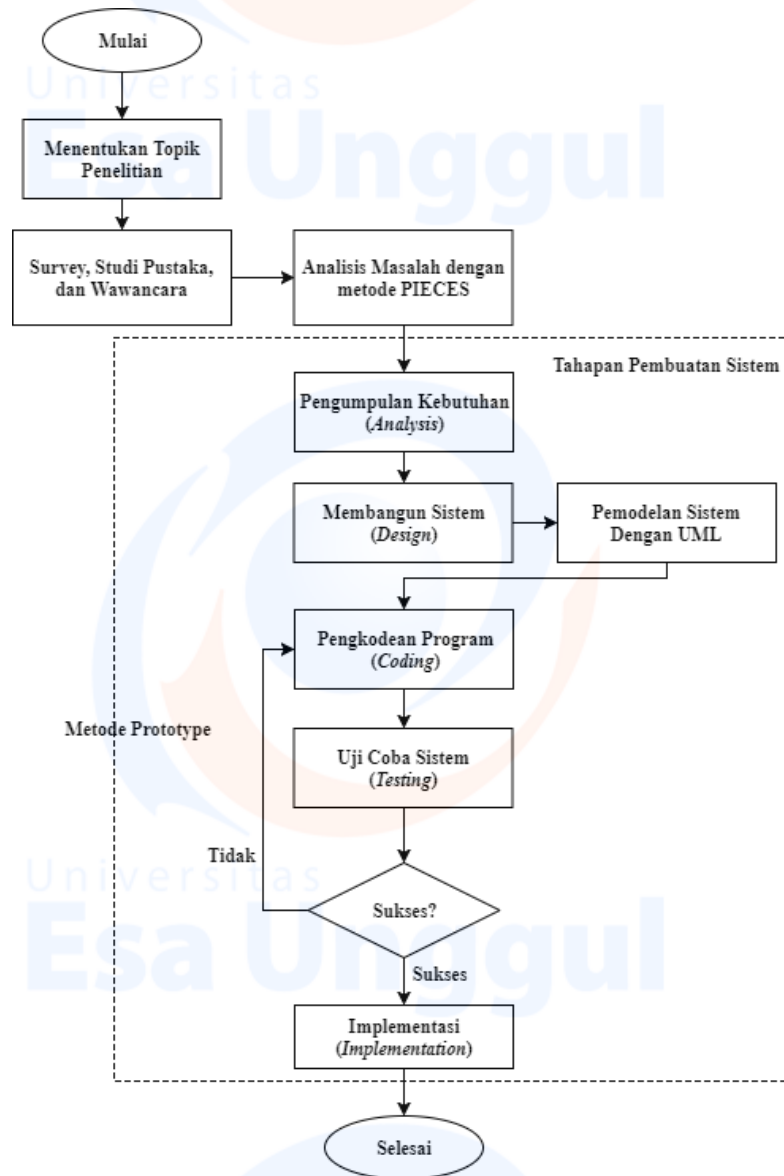 Mulai
Universitas
Esa Unggul
Menentukan Topik
Penelitian
Survey, Studi Pustaka,
dan Wawancara
Analisis Masalah dengan
metode PIECES
Tahapan Pembuatan Sistem
Pengumpulan Kebutuhan
(Analysis)
Membangun Sistem
(Design)
Pemodelan Sistem
Dengan UML
Pengkodean Program
(Coding)
Metode Prototype
Uji Coba Sistem
(Testing)
Tidak
Universitas
Esa Unggul
Sukses?
Sukses
Implementasi
(Implementation)
Selesai